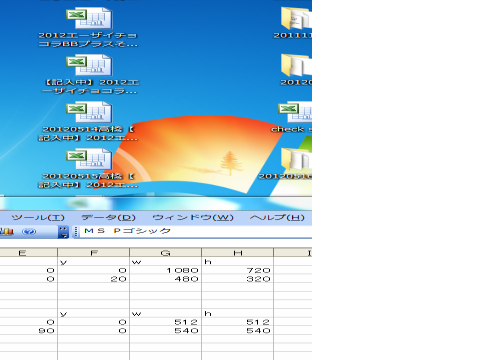 2012エーザイチョ
コラBBプラスそ...
201111
【記入中】2012エ
ーザイチョコラ...
20120
20120514高橋【
記入中】2012エ...
check s
20120515高橋【
記入中】2012エ...
20120516
ツール(T) データ(D) ウィンドウ(W) ヘルプ(H)
MS Pゴシック
E F G H I
y w h
0 0 1080 720
0 20 480 320
y w h
0 0 512 512
90 0 540 540